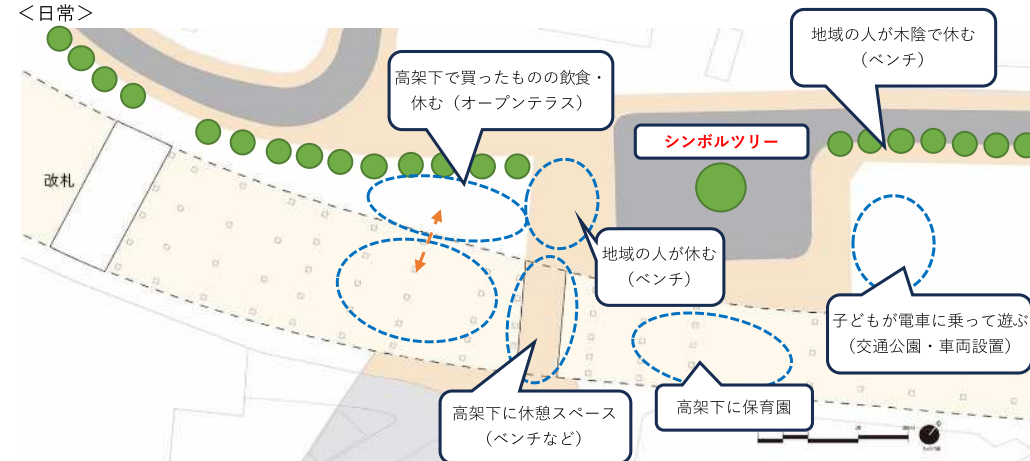 ＜日常＞
地域の人が木陰で休む
（ベンチ）
高架下で買ったものの飲食・
休む（オープンテラス）
シンボルツリー
改札
地域の人が休む
（ベンチ）
子どもが電車に乗って遊ぶ
（交通公園・車両設置）
高架下に休憩スペース
（ベンチなど）
高架下に保育園